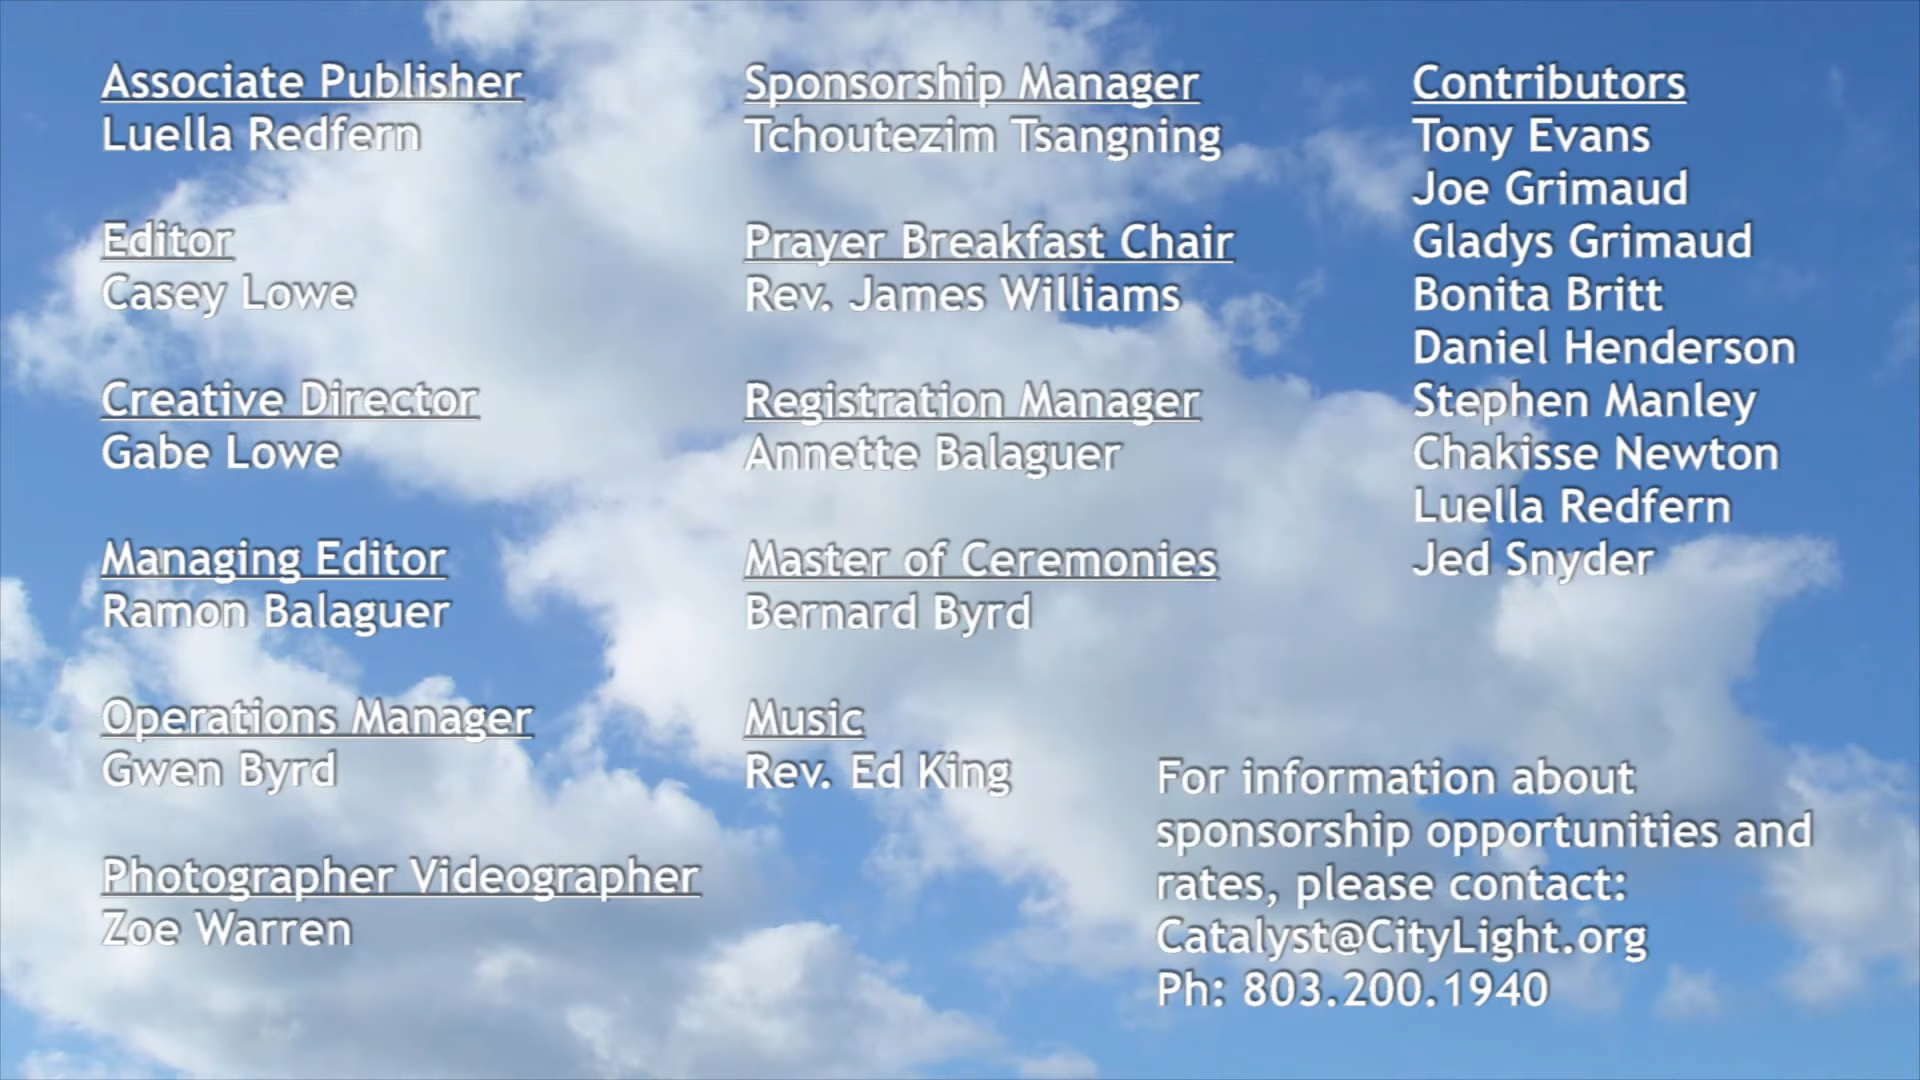 Associate Publisher
Luella Redfern
Editor
Casey Lowe
Creative Director
Gabe Lowe
Managing Editor
Ramon Balaguer
Operations Manager
Gwen Byrd
Photographer Videographer
Zoe Warren
Sponsorship Manager
Tchoutezim Tsangning
Prayer Breakfast Chair
Rev. James Williams
Registration Manager
Annette Balaguer
Master of Ceremonies
Bernard Byrd
Music
Rev. Ed King
Contributors
Tony Evans
Joe Grimaud
Gladys Grimaud
Bonita Britt
Daniel Henderson
Stephen Manley
Chakisse Newton
Luella Redfern
Jed Snyder
For information about
sponsorship opportunities and
rates, please contact:
Catalyst@CityLight.org
Ph: 803.200.1940